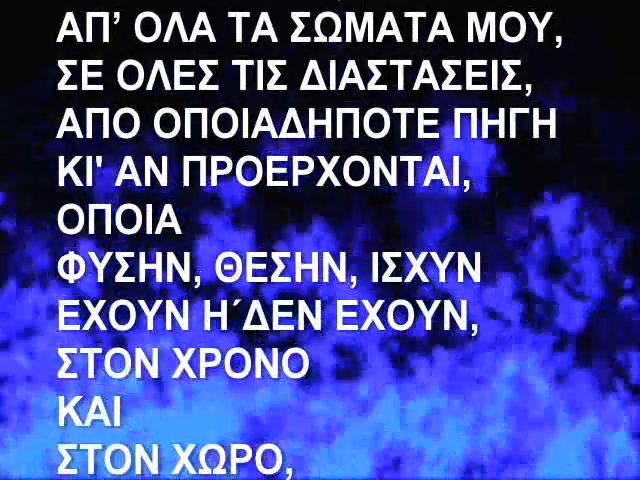 ΑΠ’ ΟΛΑ ΤΑ ΣΩΜΑΤΑ ΜΟΥ,
ΣΕ ΟΛΕΣ ΤΙΣ ΔΙΑΣΤΑΣΕΙΣ,
ΑΠΟ ΟΠΟΙΑΔΗΠΟΤΕ ΠΗΓΗ
ΚΙ' ΑΝ ΠΡΟΕΡΧΟΝΤΑΙ,
ΟΠΟΙΑ
ΦΥΣΗΝ, ΘΕΣΗΝ, ΙΣΧΥΝ
ΕΧΟΥΝ Η΄ΔΕΝ ΕΧΟΥΝ,
ΣΤΟΝ ΧΡΟΝΟ
ΚΑΙ
ΣΤΟΝ ΧΩΡΟ,